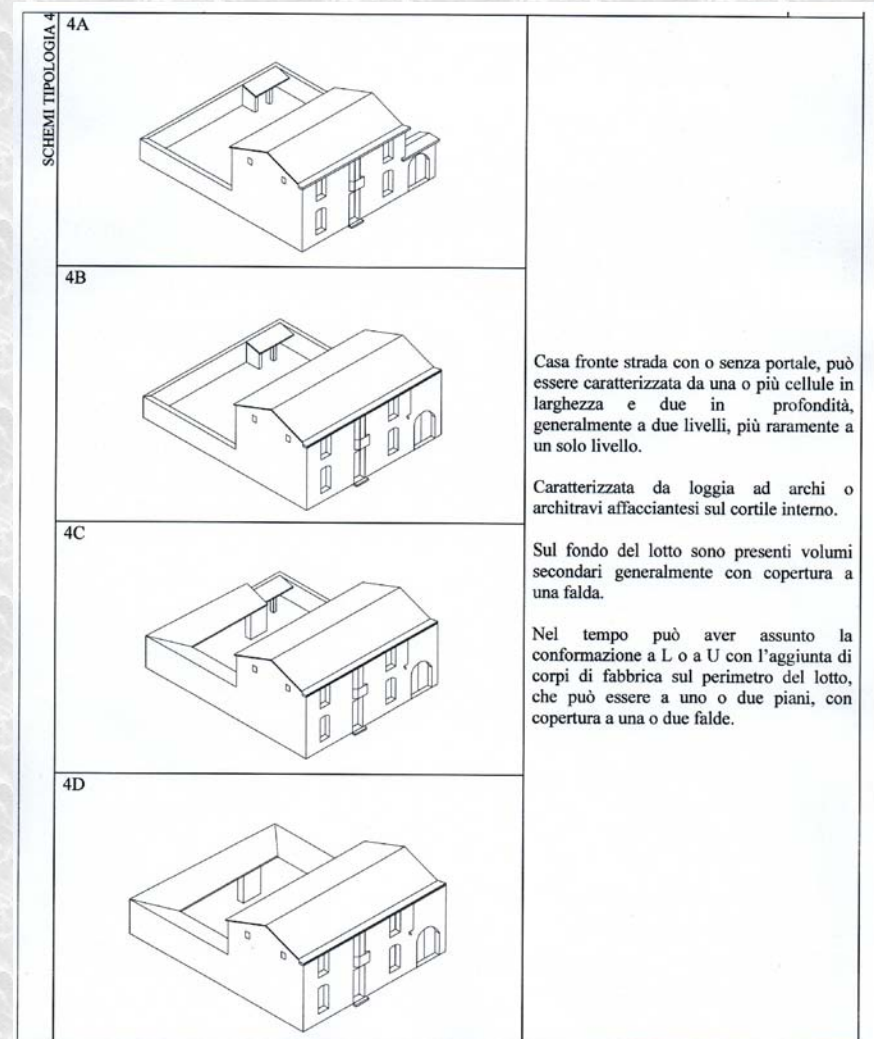 SCHEMI TIPOLOGIA 4
4A
4B
4C
4D
Casa fronte strada con o senza portale, può
essere caratterizzata da una o più cellule in
larghezza e due in profondità,
generalmente a due livelli, più raramente a
un solo livello.
Caratterizzata da loggia ad archi o
architravi affacciantesi sul cortile interno.
Sul fondo del lotto sono presenti volumi
secondari generalmente con copertura a
una falda.
Nel tempo può aver assunto la
conformazione a L o a U con l'aggiunta di
corpi di fabbrica sul perimetro del lotto,
che può essere a uno o due piani, con
copertura a una o due falde.